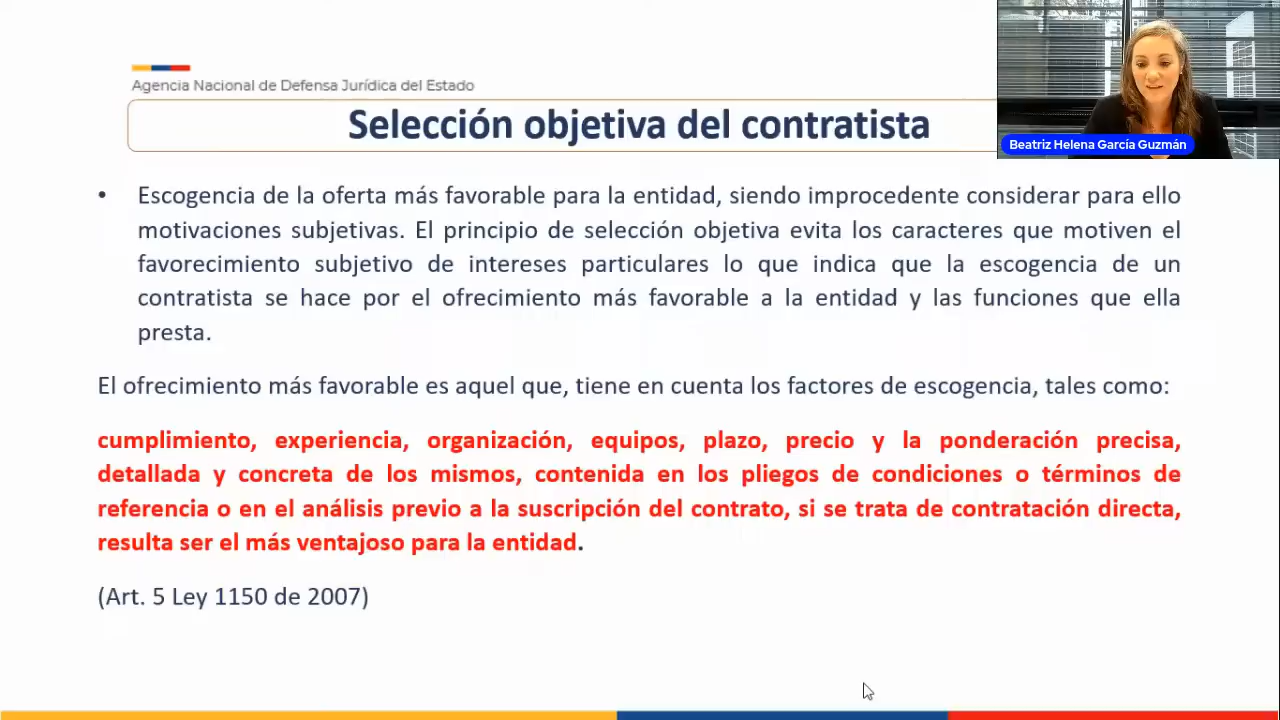 Agencia Nacional de Defensa Jurídica del Estado
Selección objetiva del contratista
Beatriz Helena García Guzmán
• Escogencia de la oferta más favorable para la entidad, siendo improcedente considerar para ello
motivaciones subjetivas. El principio de selección objetiva evita los caracteres que motiven el
favorecimiento subjetivo de intereses particulares lo que indica que la escogencia de un
contratista se hace por el ofrecimiento más favorable a la entidad y las funciones que ella
presta.
El ofrecimiento más favorable es aquel que, tiene en cuenta los factores de escogencia, tales como:
cumplimiento, experiencia, organización, equipos, plazo, precio y la ponderación precisa,
detallada y concreta de los mismos, contenida en los pliegos de condiciones o términos de
referencia o en el análisis previo a la suscripción del contrato, si se trata de contratación directa,
resulta ser el más ventajoso para la entidad.
(Art. 5 Ley 1150 de 2007)